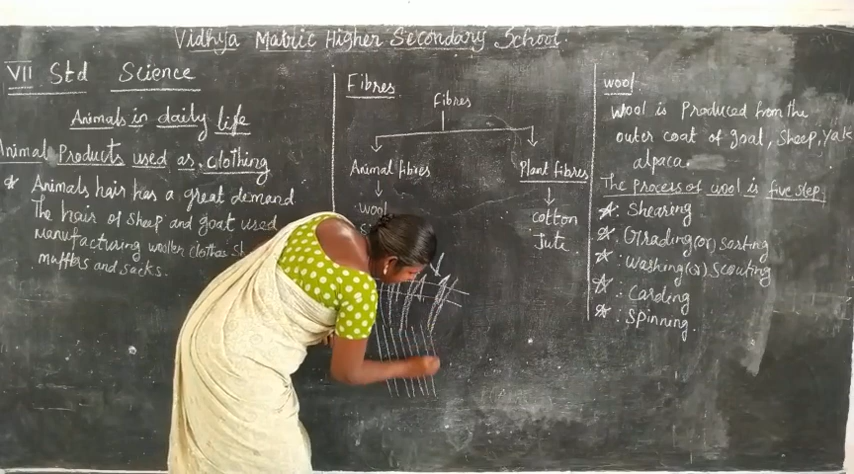 Vidhya Matric Higher Secondary School
VII Std Science
Animals in daily life
Animal Products used as clothing
* Animals hair has a great demand
The hair of sheep and goat used
Manufacturing woollen clothes
mufflers and sacks.
Fibres
Fibres
Animal fibres
Plant fibres
wool
cotton
Jute
wool
Wool is Produced from the
outer coat of goat, Sheep, Yak
alpaca.
The process of wool is five step
* : Shearing
* : Grading (or) sorting
* : Washing (or) Scouting
* : Carding
* : Spinning